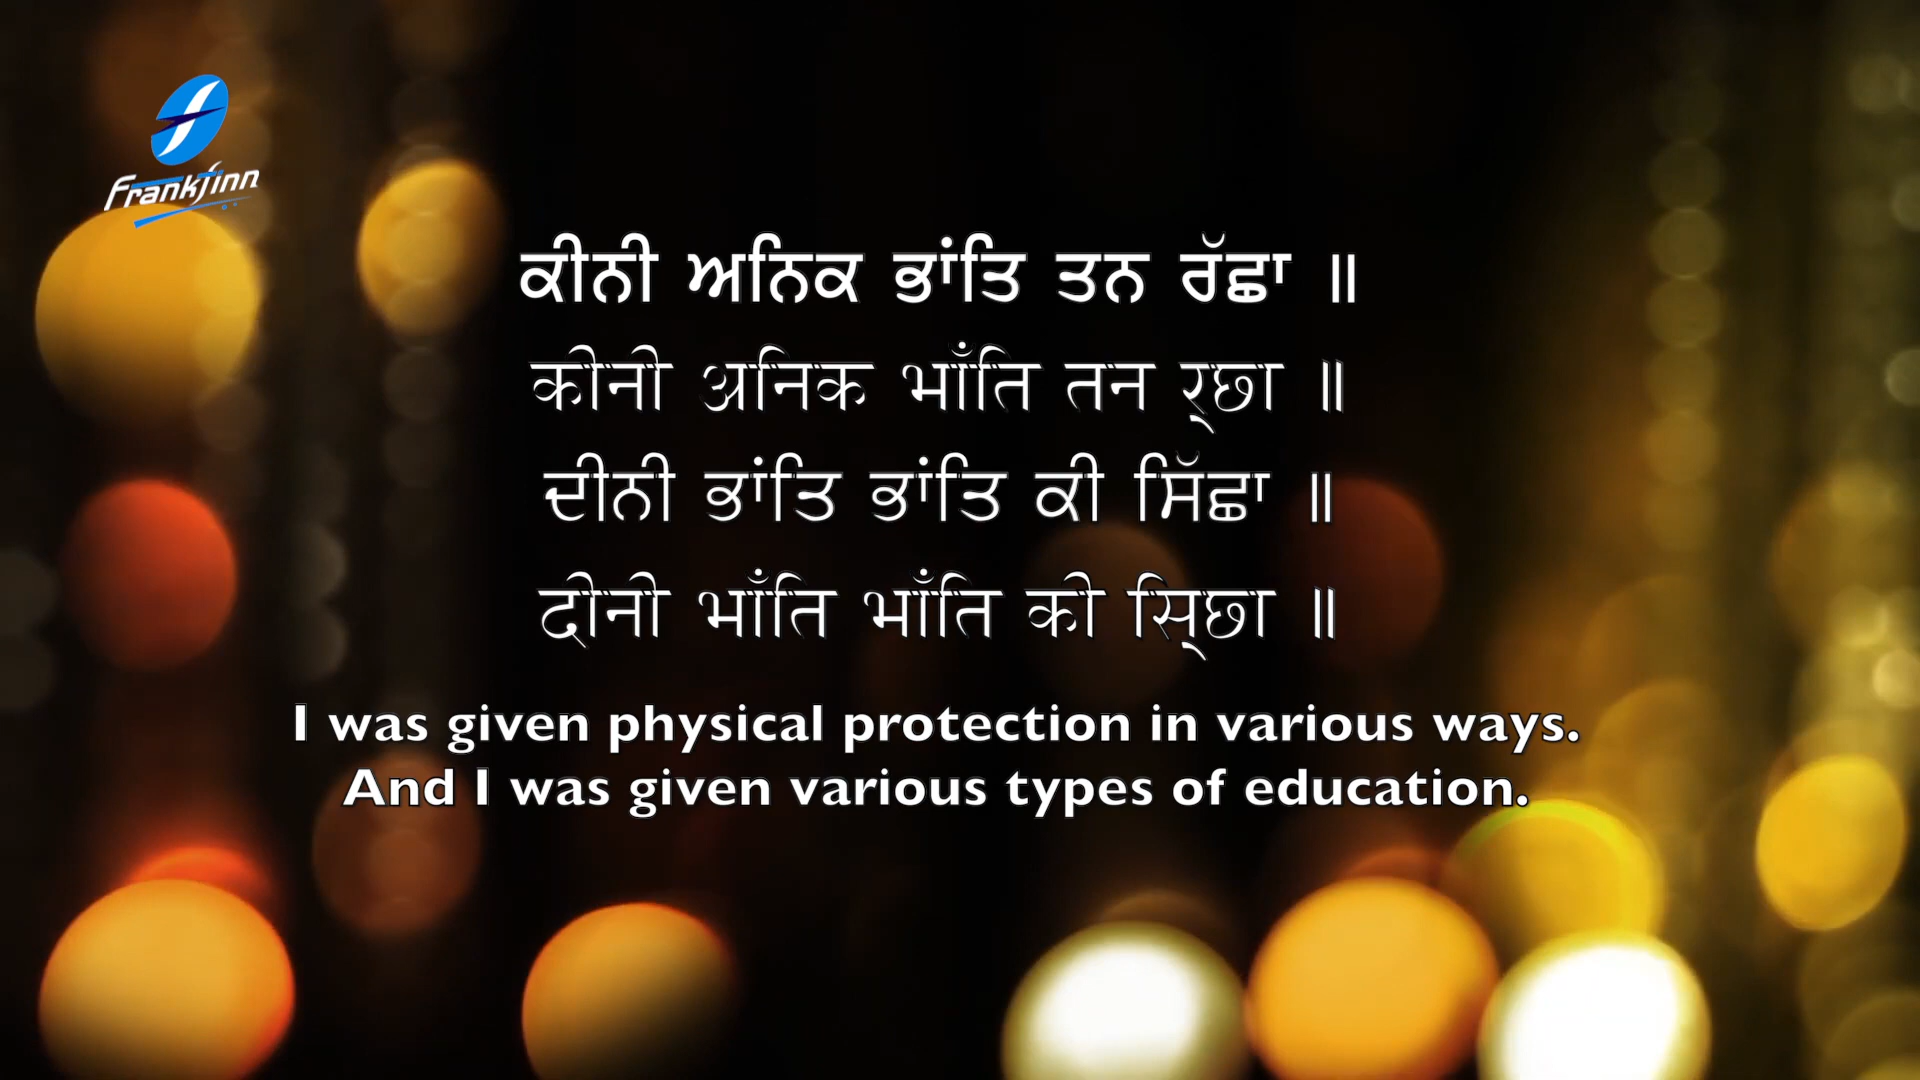 Frankfinn
ਕੀਨੀ ਅਨਿਕ ਭਾਂਤਿ ਤਨ ਰੱਛਾ ॥
कीनी अनिक भाँति तन र्छा ॥
ਦੀਨੀ ਭਾਂਤਿ ਭਾਂਤਿ ਕੀ ਸਿੱਛਾ ॥
दीनी भाँति भाँति की सि्छा ॥
I was given physical protection in various ways.
And I was given various types of education.